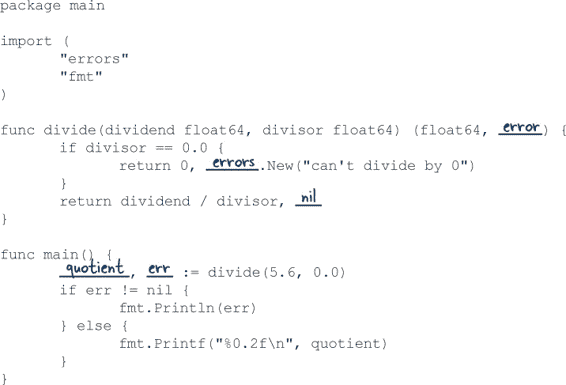 package main
import (
"errors"
"fmt"
)
func divide(dividend float64, divisor float64) (float64, error) {
if divisor == 0.0 {
return 0, errors.New("can't divide by 0")
}
return dividend / divisor, nil
}
func main() {
quotient, err := divide(5.6, 0.0)
if err != nil {
fmt.Println(err)
} else {
fmt.Printf("%0.2f\n", quotient)
}
}